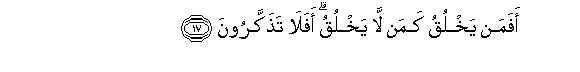 أَفَمَن يَخْلُقُ كَمَن لَّا يَخْلُقُ ۗ أَفَلَا تَذَكَّرُونَ ﴿١٧﴾